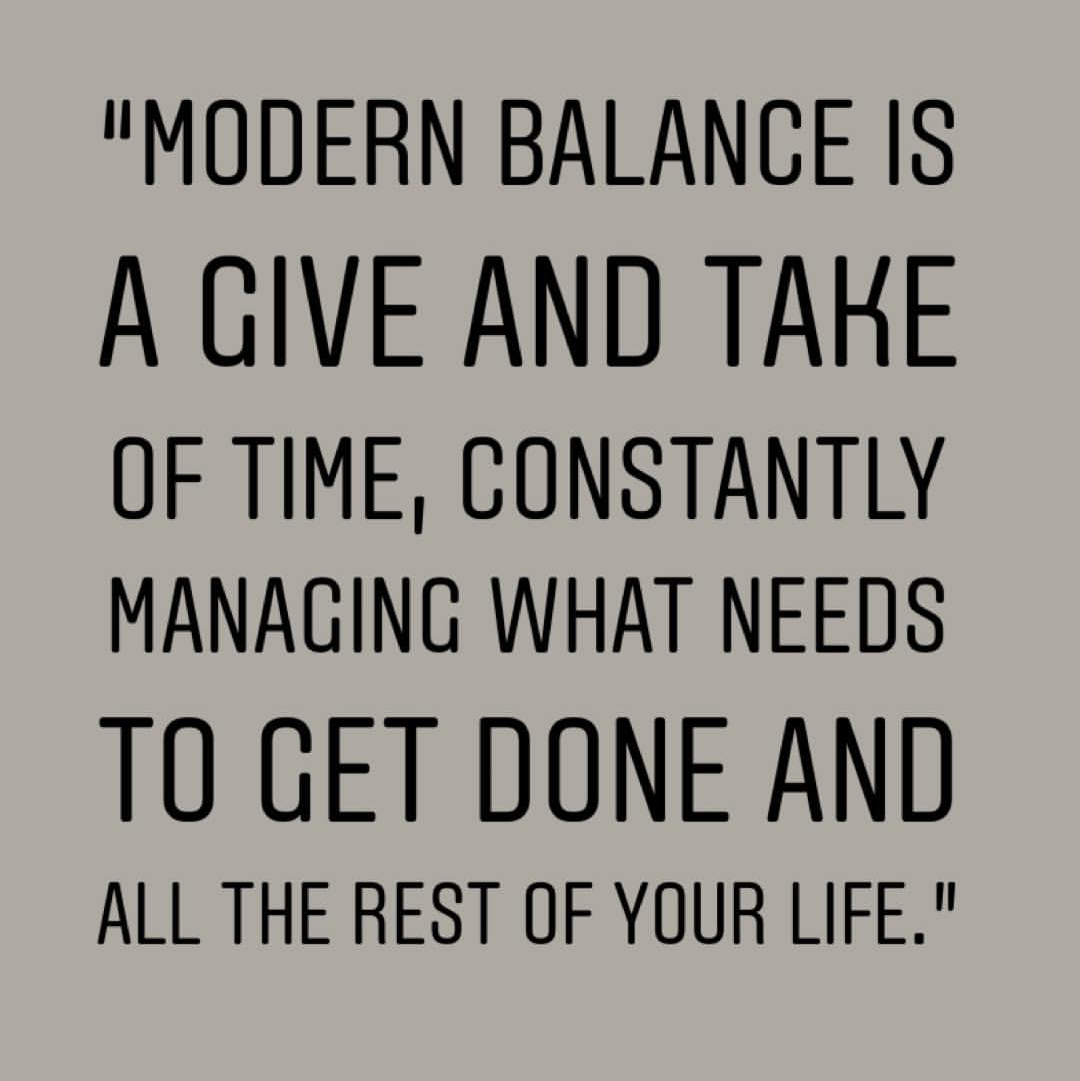 "MODERN BALANCE IS
A GIVE AND TAKE
OF TIME, CONSTANTLY
MANAGING WHAT NEEDS
TO GET DONE AND
ALL THE REST OF YOUR LIFE."